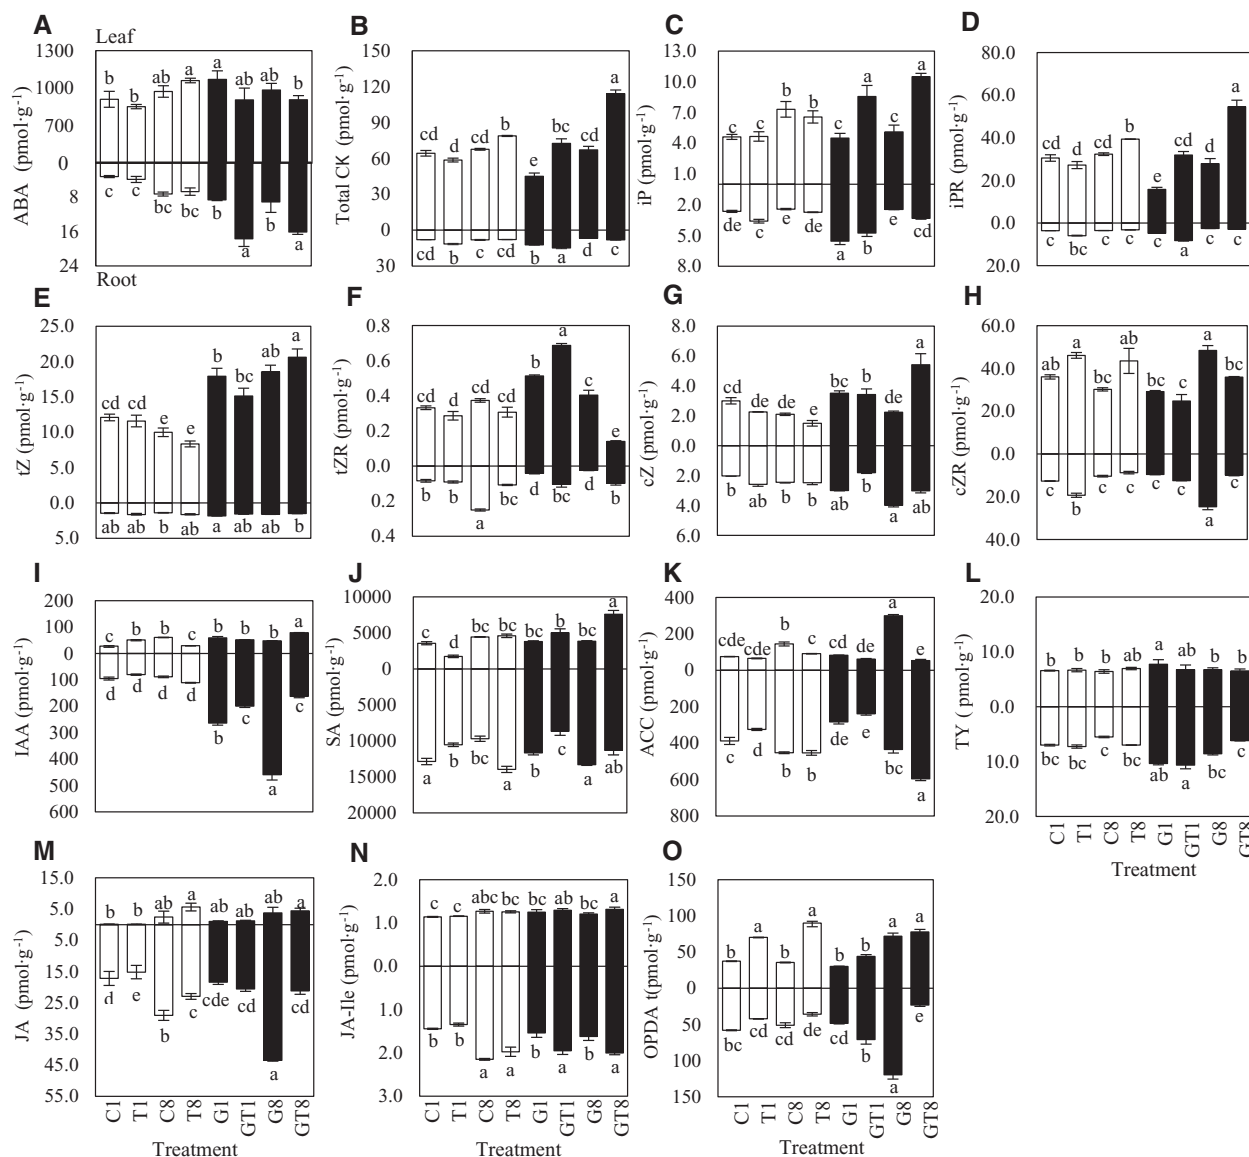 A
Leaf
ABA (pmol·g⁻¹)
1300
1000
700
0
8
16
24
b b ab ab a ab ab b
c c bc bc a a b a
Root
B
Total CK (pmol·g⁻¹)
150
120
90
60
30
0
30
cd d cd b e bc cd a
cd b cd cd b a d c
C
iP (pmol·g⁻¹)
13.0
10.0
7.0
4.0
1.0
2.0
5.0
8.0
c c b b c a c a
de c e de a b e cd
D
iPR (pmol·g⁻¹)
80.0
60.0
40.0
20.0
0.0
20.0
cd d cd b e cd d a
c bc c c c a c c
E
tZ (pmol·g⁻¹)
25.0
20.0
15.0
10.0
5.0
0.0
5.0
cd cd e e b bc ab a
ab ab b ab a ab ab b
F
tZR (pmol·g⁻¹)
0.8
0.6
0.4
0.2
0.0
0.2
0.4
cd d cd d b a c e
b b a bc d bc d b
G
cZ (pmol·g⁻¹)
8.0
6.0
4.0
2.0
0.0
2.0
4.0
6.0
cd de de e bc bc de a
b ab ab ab ab b a ab
H
cZR (pmol·g⁻¹)
60.0
40.0
20.0
0.0
20.0
40.0
ab a bc ab bc c a ab
c b c c c c a c
I
IAA (pmol·g⁻¹)
200
100
0
100
200
300
400
500
600
c b b c b b b a
d d d d b c a c
J
SA (pmol·g⁻¹)
10000
5000
0
5000
10000
15000
20000
c d bc bc bc b bc a
a b bc a b c a ab
K
ACC (pmol·g⁻¹)
400
200
0
200
400
600
800
cde cde b c cd de a e
c cd b b de e bc a
L
TY ( pmol·g⁻¹)
20.0
10.0
0.0
10.0
20.0
b b b ab a ab b b
bc bc c bc ab a bc c
C1 T1 C8 T8 G1 GT1 G8 GT8
Treatment
M
JA (pmol·g⁻¹)
15.0
5.0
5.0
15.0
25.0
35.0
45.0
55.0
b b ab a b b ab a
d e b c cde cd a cd
C1 T1 C8 T8 G1 GT1 G8 GT8
Treatment
N
JA-Ile (pmol·g⁻¹)
2.0
1.0
0.0
1.0
2.0
3.0
c c abc bc bc ab bc a
b b a a b a b a
C1 T1 C8 T8 G1 GT1 G8 GT8
Treatment
O
OPDA t(pmol·g⁻¹)
150
100
50
0
50
100
150
b a b a b b a a
bc cd cd de cd b a e
C1 T1 C8 T8 G1 GT1 G8 GT8
Treatment